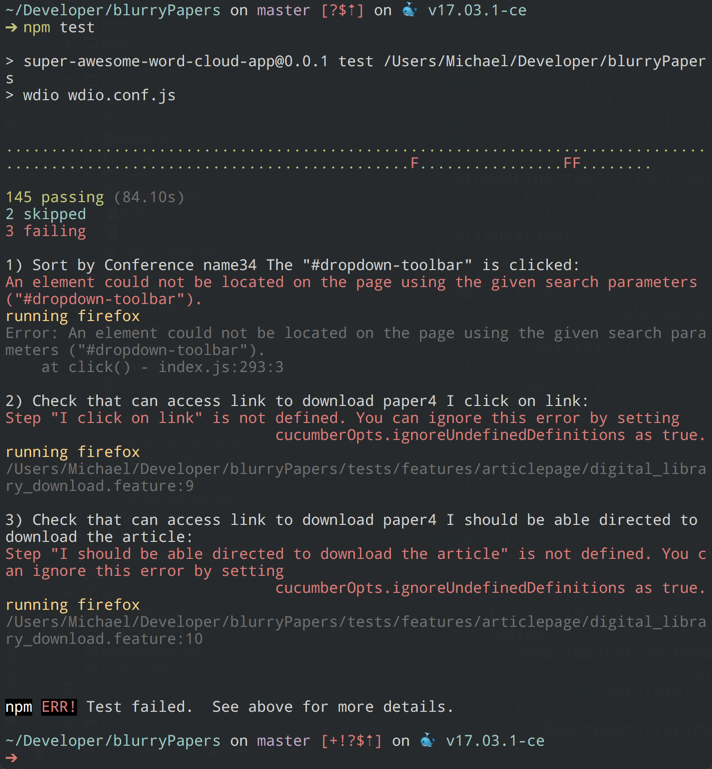 ~/Developer/blurryPapers on master [?$⇡] on 🐳 v17.03.1-ce
➔ npm test
> super-awesome-word-cloud-app@0.0.1 test /Users/Michael/Developer/blurryPaper
s
> wdio wdio.conf.js
...............................................................................
..............................................F................FF........
145 passing (84.10s)
2 skipped
3 failing
1) Sort by Conference name34 The "#dropdown-toolbar" is clicked:
An element could not be located on the page using the given search parameters
("#dropdown-toolbar").
running firefox
Error: An element could not be located on the page using the given search para
meters ("#dropdown-toolbar").
at click() - index.js:293:3
2) Check that can access link to download paper4 I click on link:
Step "I click on link" is not defined. You can ignore this error by setting
cucumberOpts.ignoreUndefinedDefinitions as true.
running firefox
/Users/Michael/Developer/blurryPapers/tests/features/articlepage/digital_libra
ry_download.feature:9
3) Check that can access link to download paper4 I should be able directed to
download the article:
Step "I should be able directed to download the article" is not defined. You c
an ignore this error by setting
cucumberOpts.ignoreUndefinedDefinitions as true.
running firefox
/Users/Michael/Developer/blurryPapers/tests/features/articlepage/digital_libra
ry_download.feature:10
npm ERR! Test failed.  See above for more details.
~/Developer/blurryPapers on master [+!?$⇡] on 🐳 v17.03.1-ce
➔